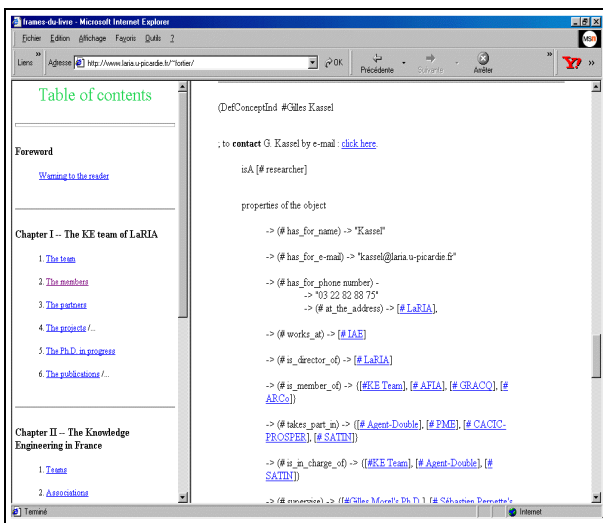 frames-du-livre - Microsoft Internet Explorer
Fichier Edition Affichage Favoris Outils ?
Liens » Adresse http://www.laria.u-picardie.fr/~fortier/ OK Précédente Suivante Arrêter » Y! »
Table of contents
Foreword
Warning to the reader
Chapter I -- The KE team of LaRIA
1. The team
2. The members
3. The partners
4. The projects /...
5. The Ph.D. in progress
6. The publications /...
Chapter II -- The Knowledge
Engineering in France
1. Teams
2. Associations
(DefConceptInd #Gilles Kassel
; to contact G. Kassel by e-mail : click here.
isA [# researcher]
properties of the object
-> (# has_for_name) -> "Kassel"
-> (# has_for_e-mail) -> "kassel@laria.u-picardie.fr"
-> (# has_for_phone number) -
-> "03 22 82 88 75"
-> (# at_the_address) -> [# LaRIA],
-> (# works_at) -> [# IAE]
-> (# is_director_of) -> [# LaRIA]
-> (# is_member_of) -> {[#KE Team], [# AFIA], [# GRACQ], [#
ARCo]}
-> (# takes_part_in) -> {[# Agent-Double], [# PME], [# CACIC-
PROSPER], [# SATIN]}
-> (# is_in_charge_of) -> {[#KE Team], [# Agent-Double], [#
SATIN]}
-> (# supervise) -> {[#Gilles Morel's Ph.D.], [# Sébastien Pernette's
Terminé Internet